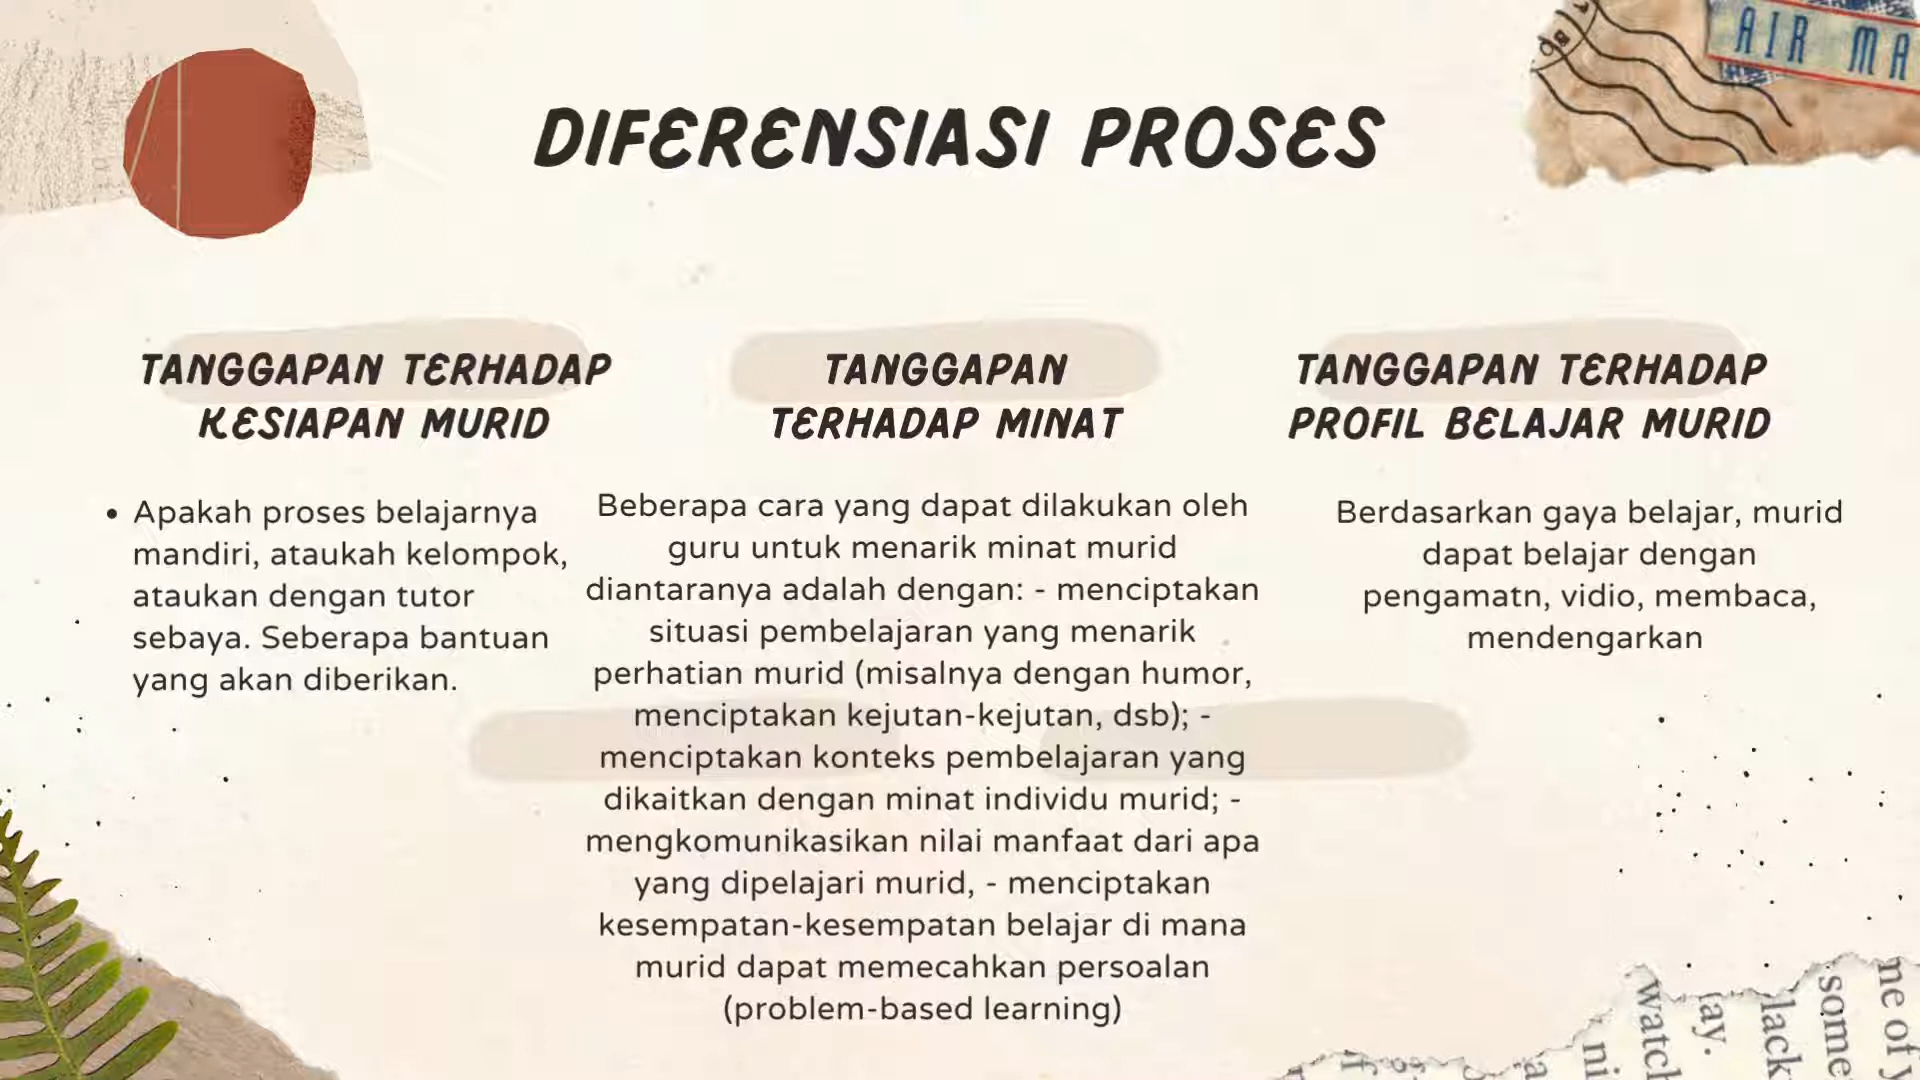 AIR MA
DIFERENSIASI PROSES
TANGGAPAN TERHADAP
KESIAPAN MURID
Apakah proses belajarnya
mandiri, ataukah kelompok,
ataukan dengan tutor
sebaya. Seberapa bantuan
yang akan diberikan.
TANGGAPAN
TERHADAP MINAT
Beberapa cara yang dapat dilakukan oleh
guru untuk menarik minat murid
diantaranya adalah dengan: - menciptakan
situasi pembelajaran yang menarik
perhatian murid (misalnya dengan humor,
menciptakan kejutan-kejutan, dsb); -
menciptakan konteks pembelajaran yang
dikaitkan dengan minat individu murid; -
mengkomunikasikan nilai manfaat dari apa
yang dipelajari murid, - menciptakan
kesempatan-kesempatan belajar di mana
murid dapat memecahkan persoalan
(problem-based learning)
TANGGAPAN TERHADAP
PROFIL BELAJAR MURID
Berdasarkan gaya belajar, murid
dapat belajar dengan
pengamatn, vidio, membaca,
mendengarkan
me of
some
lack
lay.
watch